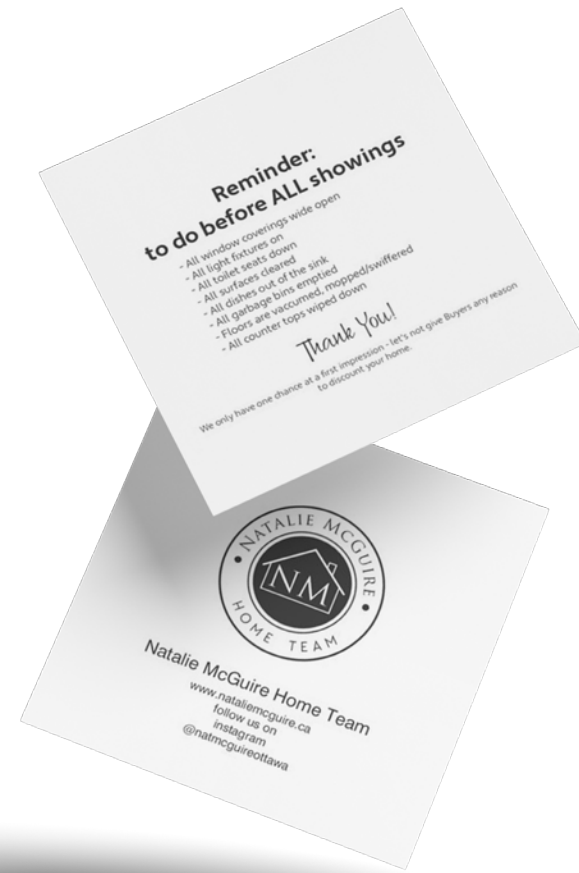 Reminder:
to do before ALL showings
- All window coverings wide open
- All light fixtures on
- All toilet seats down
- All surfaces cleared
- All dishes out of the sink
- All garbage bins emptied
- Floors are vaccumed, mopped/swiffered
- All counter tops wiped down
Thank You!
We only have one chance at a first impression - let's not give Buyers any reason
to discount your home.
NATALIE MCGUIRE
NM
HOME TEAM
Natalie McGuire Home Team
www.nataliemcguire.ca
follow us on
instagram
@natmcguireottawa